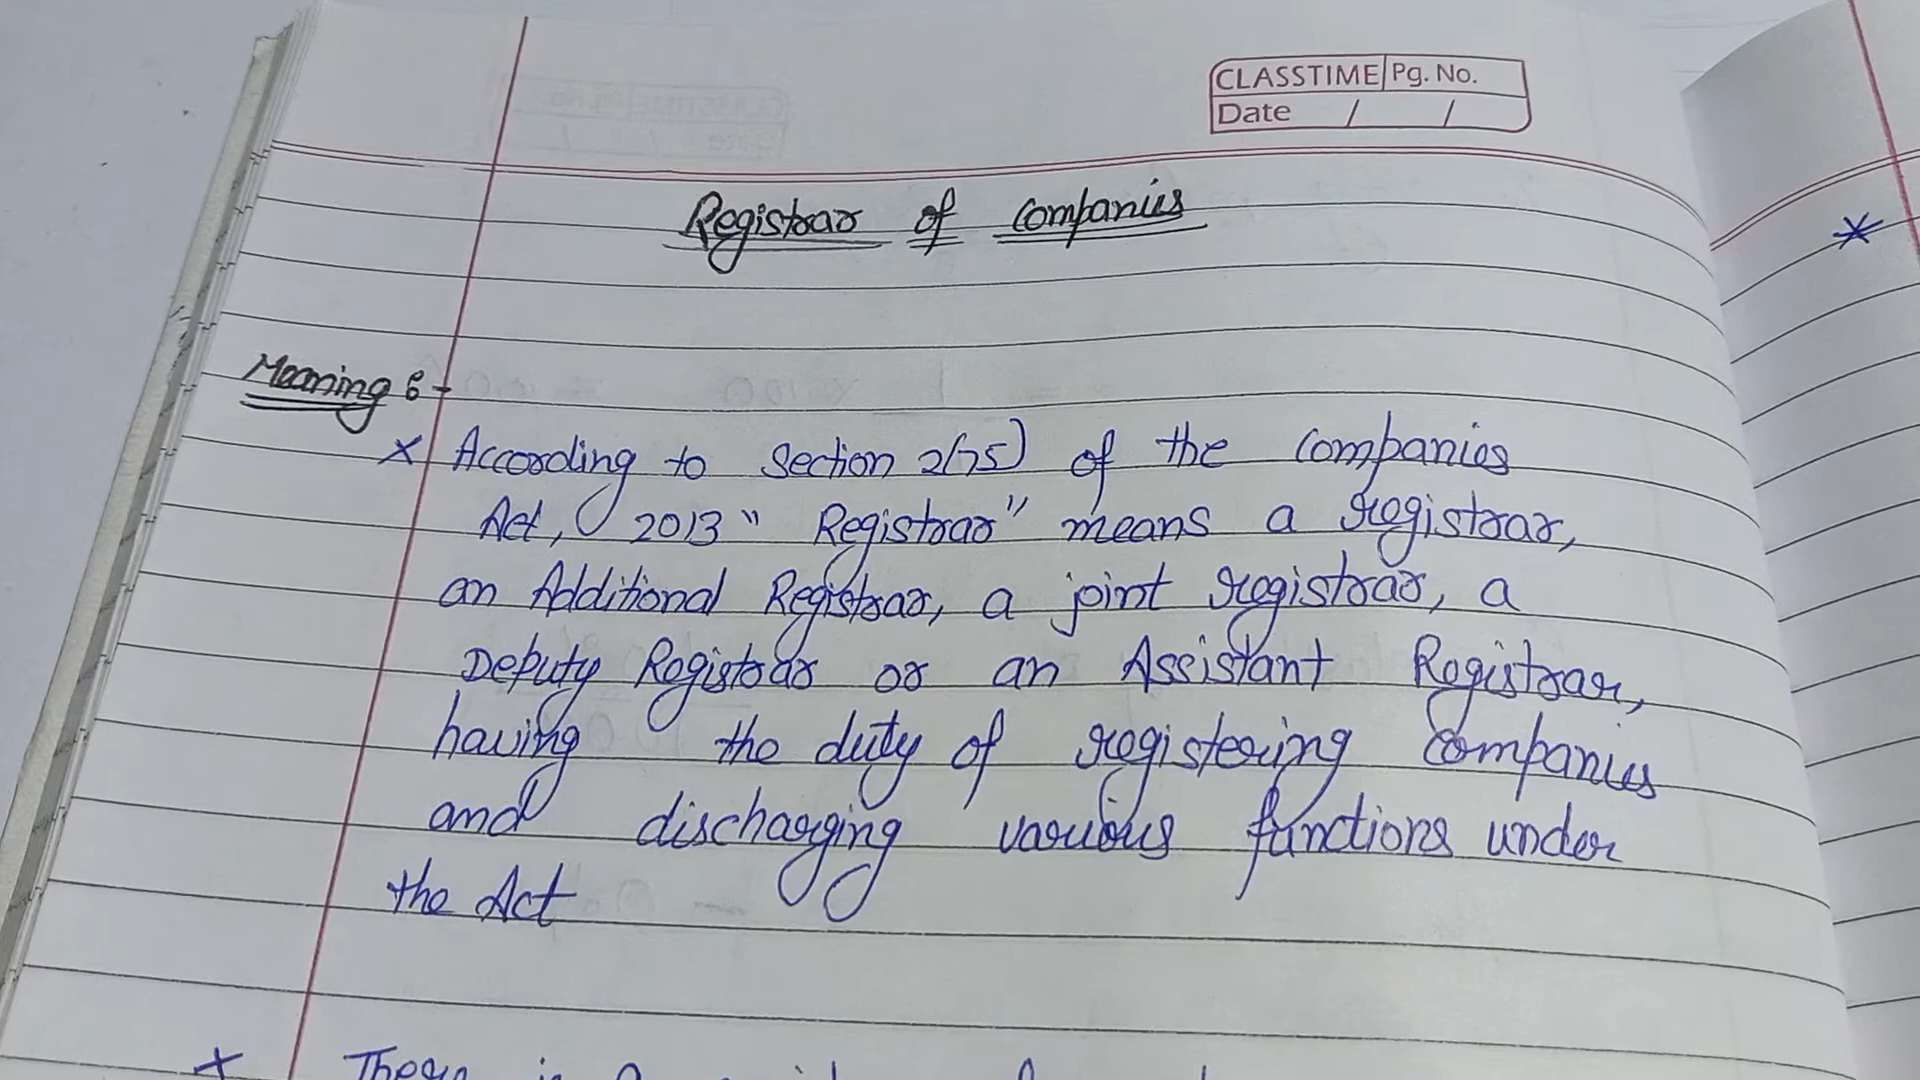 CLASSTIME Pg. No.
Date / /
Registrar of Companies
Meaning :-
x According to Section 2(75) of the Companies
Act, 2013 " Registrar" means a registrar,
an Additional Registrar, a joint registrar, a
Deputy Registrar or an Assistant Registrar,
having the duty of registering Companies
and discharging various functions under
the Act